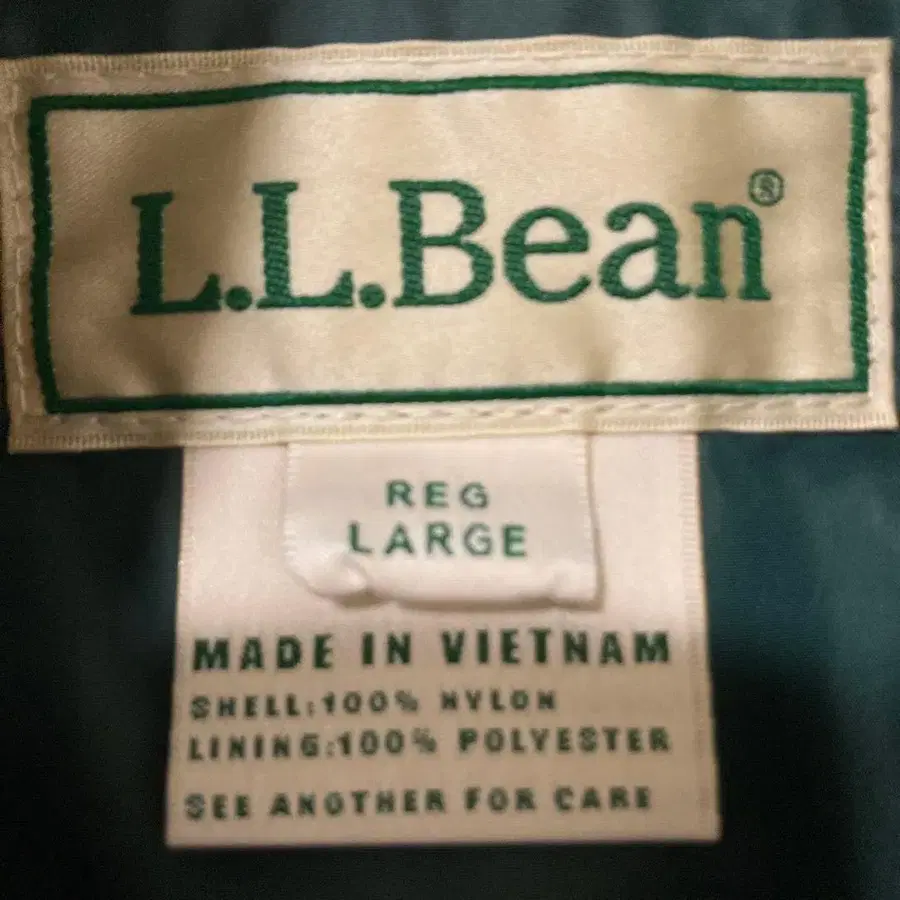 L.L.Bean®
REG
LARGE
MADE IN VIETNAM
SHELL:100% NYLON
LINING:100% POLYESTER
SEE ANOTHER FOR CARE